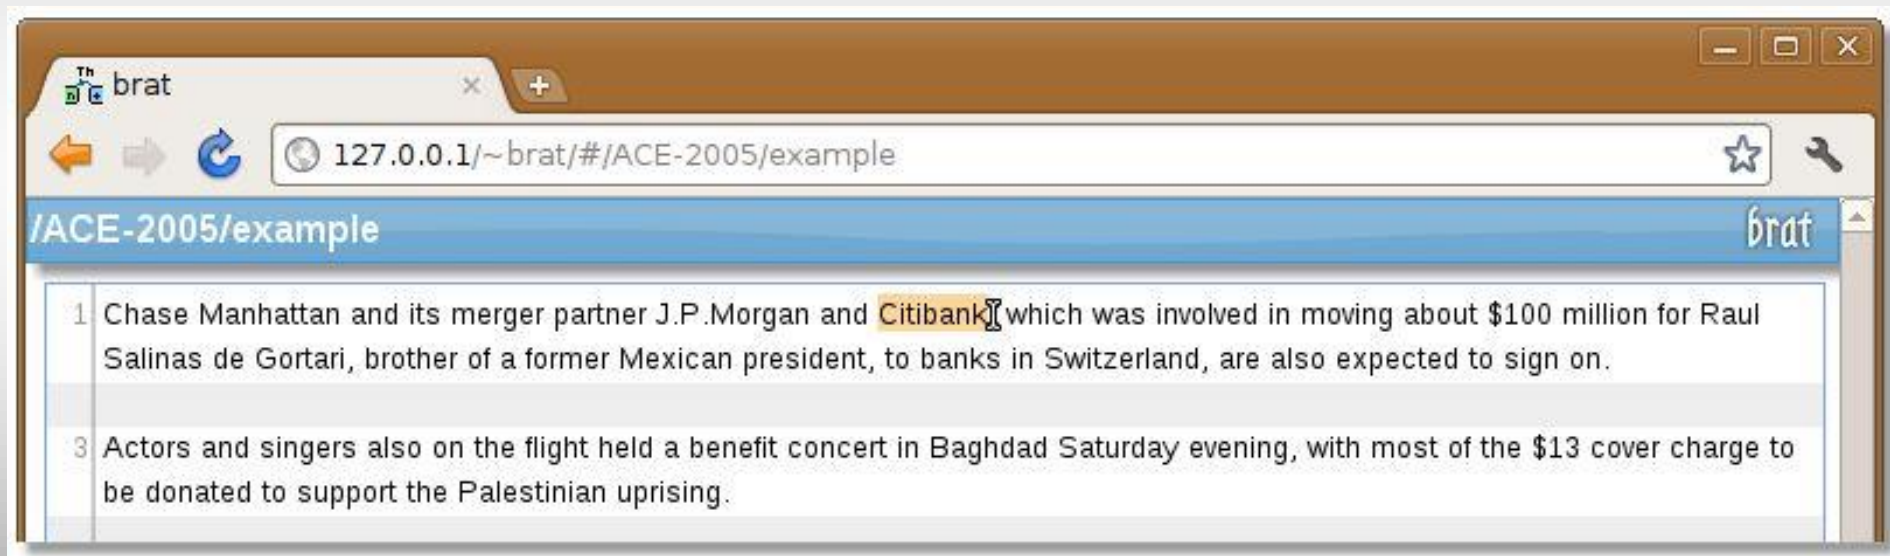 brat
127.0.0.1/~brat/#/ACE-2005/example
/ACE-2005/example brat
1 Chase Manhattan and its merger partner J.P.Morgan and Citibank, which was involved in moving about $100 million for Raul
Salinas de Gortari, brother of a former Mexican president, to banks in Switzerland, are also expected to sign on.
3 Actors and singers also on the flight held a benefit concert in Baghdad Saturday evening, with most of the $13 cover charge to
be donated to support the Palestinian uprising.